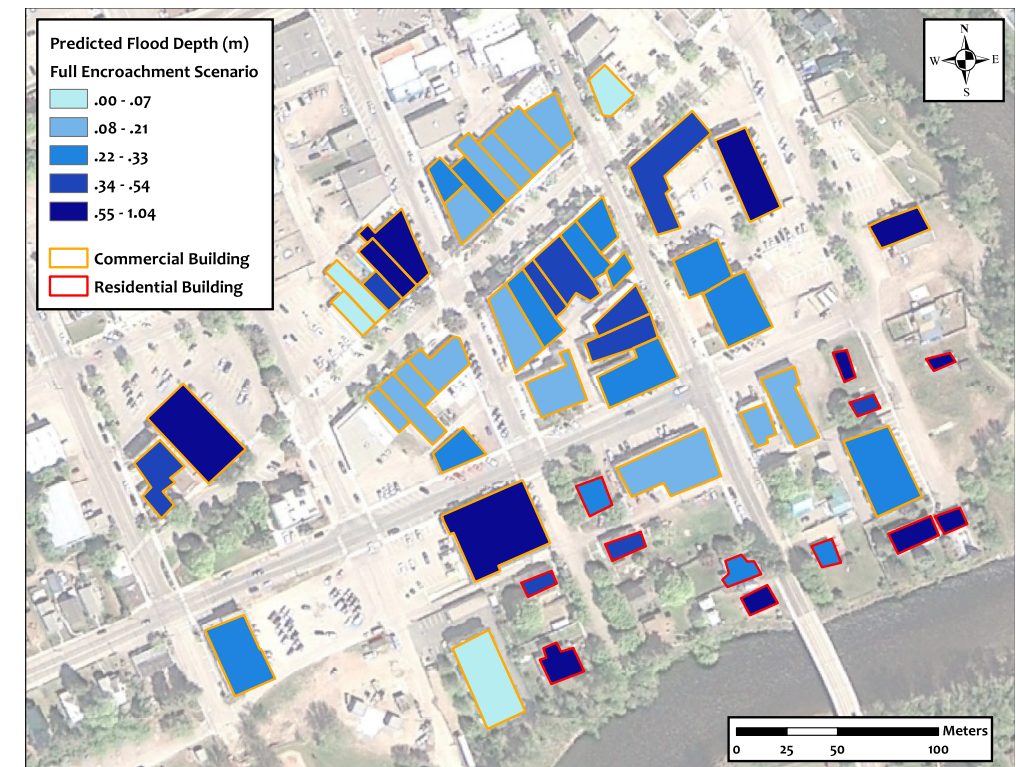 Predicted Flood Depth (m)
Full Encroachment Scenario
.00 - .07
.08 - .21
.22 - .33
.34 - .54
.55 - 1.04
Commercial Building
Residential Building
N
W E
S
Meters
0 25 50 100